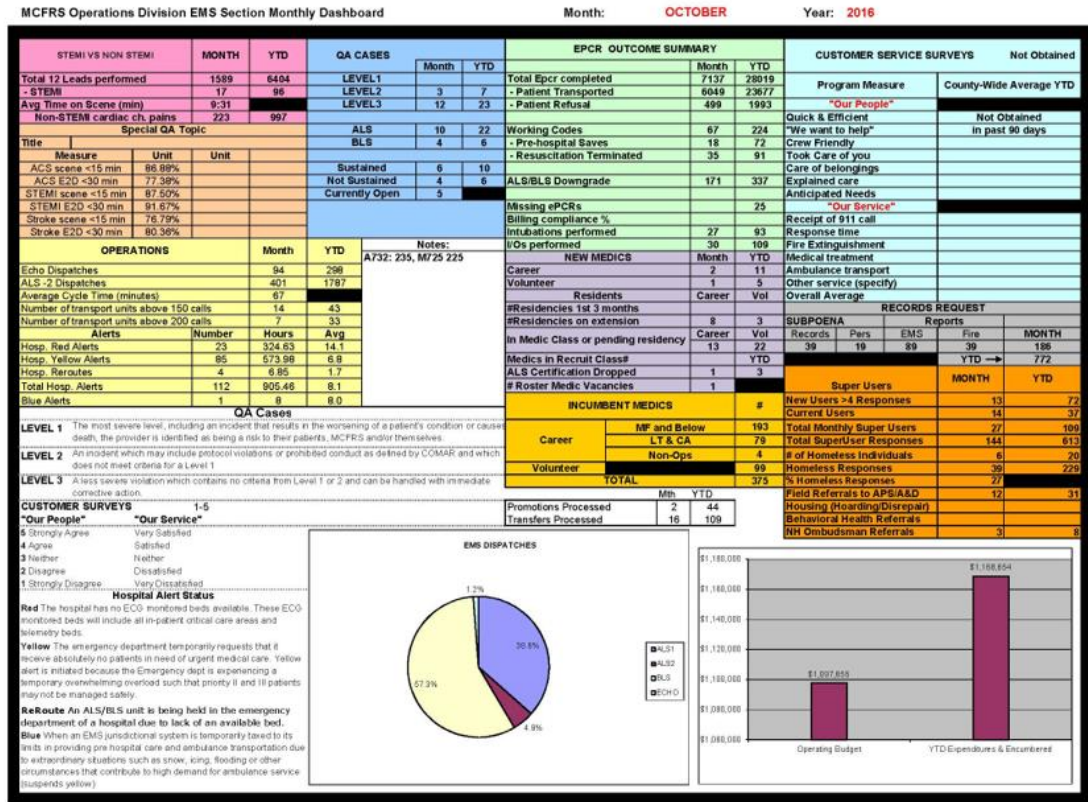 MCFRS Operations Division EMS Section Monthly Dashboard Month: OCTOBER Year: 2016
STEMI VS NON STEMI MONTH YTD
Total 12 Leads performed 1589 6404
- STEMI 17 96
Avg Time on Scene (min) 9:31
Non-STEMI cardiac ch. pains 223 997
Special QA Topic
Title
Measure Unit Unit
ACS scene <15 min 86.88%
ACS E2D <30 min 77.38%
STEMI scene <15 min 87.50%
STEMI E2D <30 min 91.67%
Stroke scene <15 min 76.79%
Stroke E2D <30 min 80.36%
QA CASES Month YTD
LEVEL1
LEVEL2 3 7
LEVEL3 12 23
ALS 10 22
BLS 4 6
Sustained 6 10
Not Sustained 4 6
Currently Open 5
EPCR OUTCOME SUMMARY
Month YTD
Total Epcr completed 7137 28019
- Patient Transported 6049 23677
- Patient Refusal 499 1993
Working Codes 67 224
- Pre-hospital Saves 18 72
- Resuscitation Terminated 35 91
ALS/BLS Downgrade 171 337
Missing ePCRs 25
Billing compliance %
Intubations performed 27 93
I/Os performed 30 109
CUSTOMER SERVICE SURVEYS Not Obtained
Program Measure County-Wide Average YTD
"Our People"
Quick & Efficient Not Obtained
"We want to help" in past 90 days
Crew Friendly
Took Care of you
Care of belongings
Explained care
Anticipated Needs
"Our Service"
Receipt of 911 call
Response time
Fire Extinguishment
Medical treatment
Ambulance transport
Other service (specify)
Overall Average
OPERATIONS Month YTD
Echo Dispatches 94 298
ALS -2 Dispatches 401 1787
Average Cycle Time (minutes) 67
Number of transport units above 150 calls 14 43
Number of transport units above 200 calls 7 33
Alerts Number Hours Avg
Hosp. Red Alerts 23 324.63 14.1
Hosp. Yellow Alerts 85 573.98 6.8
Hosp. Reroutes 4 6.85 1.7
Total Hosp. Alerts 112 905.46 8.1
Blue Alerts 1 8 8.0
Notes:
A732: 235, M725 225
NEW MEDICS Month YTD
Career 2 11
Volunteer 1 5
Residents Career Vol
#Residencies 1st 3 months
#Residencies on extension 8 3
In Medic Class or pending residency Career Vol
13 22
Medics in Recruit Class# YTD
ALS Certification Dropped 1 3
# Roster Medic Vacancies 1
RECORDS REQUEST
SUBPOENA Reports
Records Pers EMS Fire MONTH
39 19 89 39 186
YTD → 772
Super Users MONTH YTD
New Users >4 Responses 13 72
Current Users 14 37
Total Monthly Super Users 27 109
Total SuperUser Responses 144 613
# of Homeless Individuals 6 20
Homeless Responses 39 229
% Homeless Responses 27
Field Referrals to APS/A&D 12 31
Housing (Hoarding/Disrepair)
Behavioral Health Referrals
NH Ombudsman Referrals 3 8
INCUMBENT MEDICS #
Career MF and Below 193
LT & CA 79
Non-Ops 4
Volunteer 99
TOTAL 375
Mth YTD
Promotions Processed 2 44
Transfers Processed 16 109
QA Cases
LEVEL 1 The most severe level, including an incident that results in the worsening of a patient's condition or causes
death, the provider is identified as being a risk to their patients, MCFRS and/or themselves.
LEVEL 2 An incident which may include protocol violations or prohibited conduct as defined by COMAR and which
does not meet criteria for a Level 1
LEVEL 3 A less severe violation which contains no criteria from Level 1 or 2 and can be handled with immediate
corrective action.
CUSTOMER SURVEYS 1-5
"Our People" "Our Service"
5 Strongly Agree Very Satisfied
4 Agree Satisfied
3 Neither Neither
2 Disagree Dissatisfied
1 Strongly Disagree Very Dissatisfied
Hospital Alert Status
Red The hospital has no ECG monitored beds available. These ECG
monitored beds will include all in-patient critical care areas and
telemetry beds.
Yellow The emergency department temporarily requests that it
receive absolutely no patients in need of urgent medical care. Yellow
alert is initiated because the Emergency dept is experiencing a
temporary overwhelming overload such that priority II and III patients
may not be managed safely.
ReRoute An ALS/BLS unit is being held in the emergency
department of a hospital due to lack of an available bed.
Blue When an EMS jurisdictional system is temporarily taxed to its
limits in providing pre hospital care and ambulance transportation due
to extraordinary situations such as snow, icing, flooding or other
circumstances that contribute to high demand for ambulance service
(suspends yellow)
EMS DISPATCHES
1.2%
57.3%
4.9%
ALS1
ALS2
BLS
ECHO
$1,180,000
$1,160,000
$1,140,000
$1,120,000
$1,100,000
$1,080,000
$1,060,000
$1,168,654
Operating Budget YTD Expenditures & Encumbered